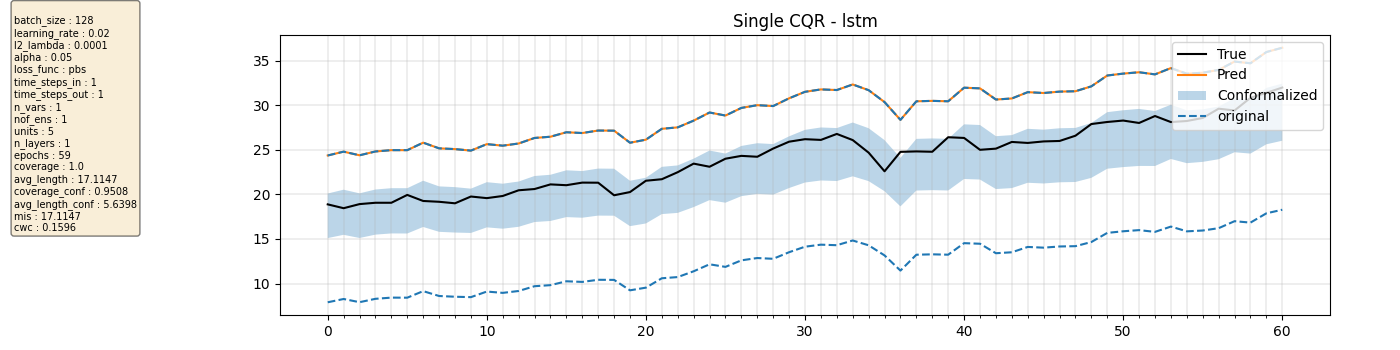 batch_size : 128
learning_rate : 0.02
l2_lambda : 0.0001
alpha : 0.05
loss_func : pbs
time_steps_in : 1
time_steps_out : 1
n_vars : 1
nof_ens : 1
units : 5
n_layers : 1
epochs : 59
coverage : 1.0
avg_length : 17.1147
coverage_conf : 0.9508
avg_length_conf : 5.6398
mis : 17.1147
cwc : 0.1596
Single CQR - lstm
35
30
25
20
15
10
True
Pred
Conformalized
original
0 10 20 30 40 50 60